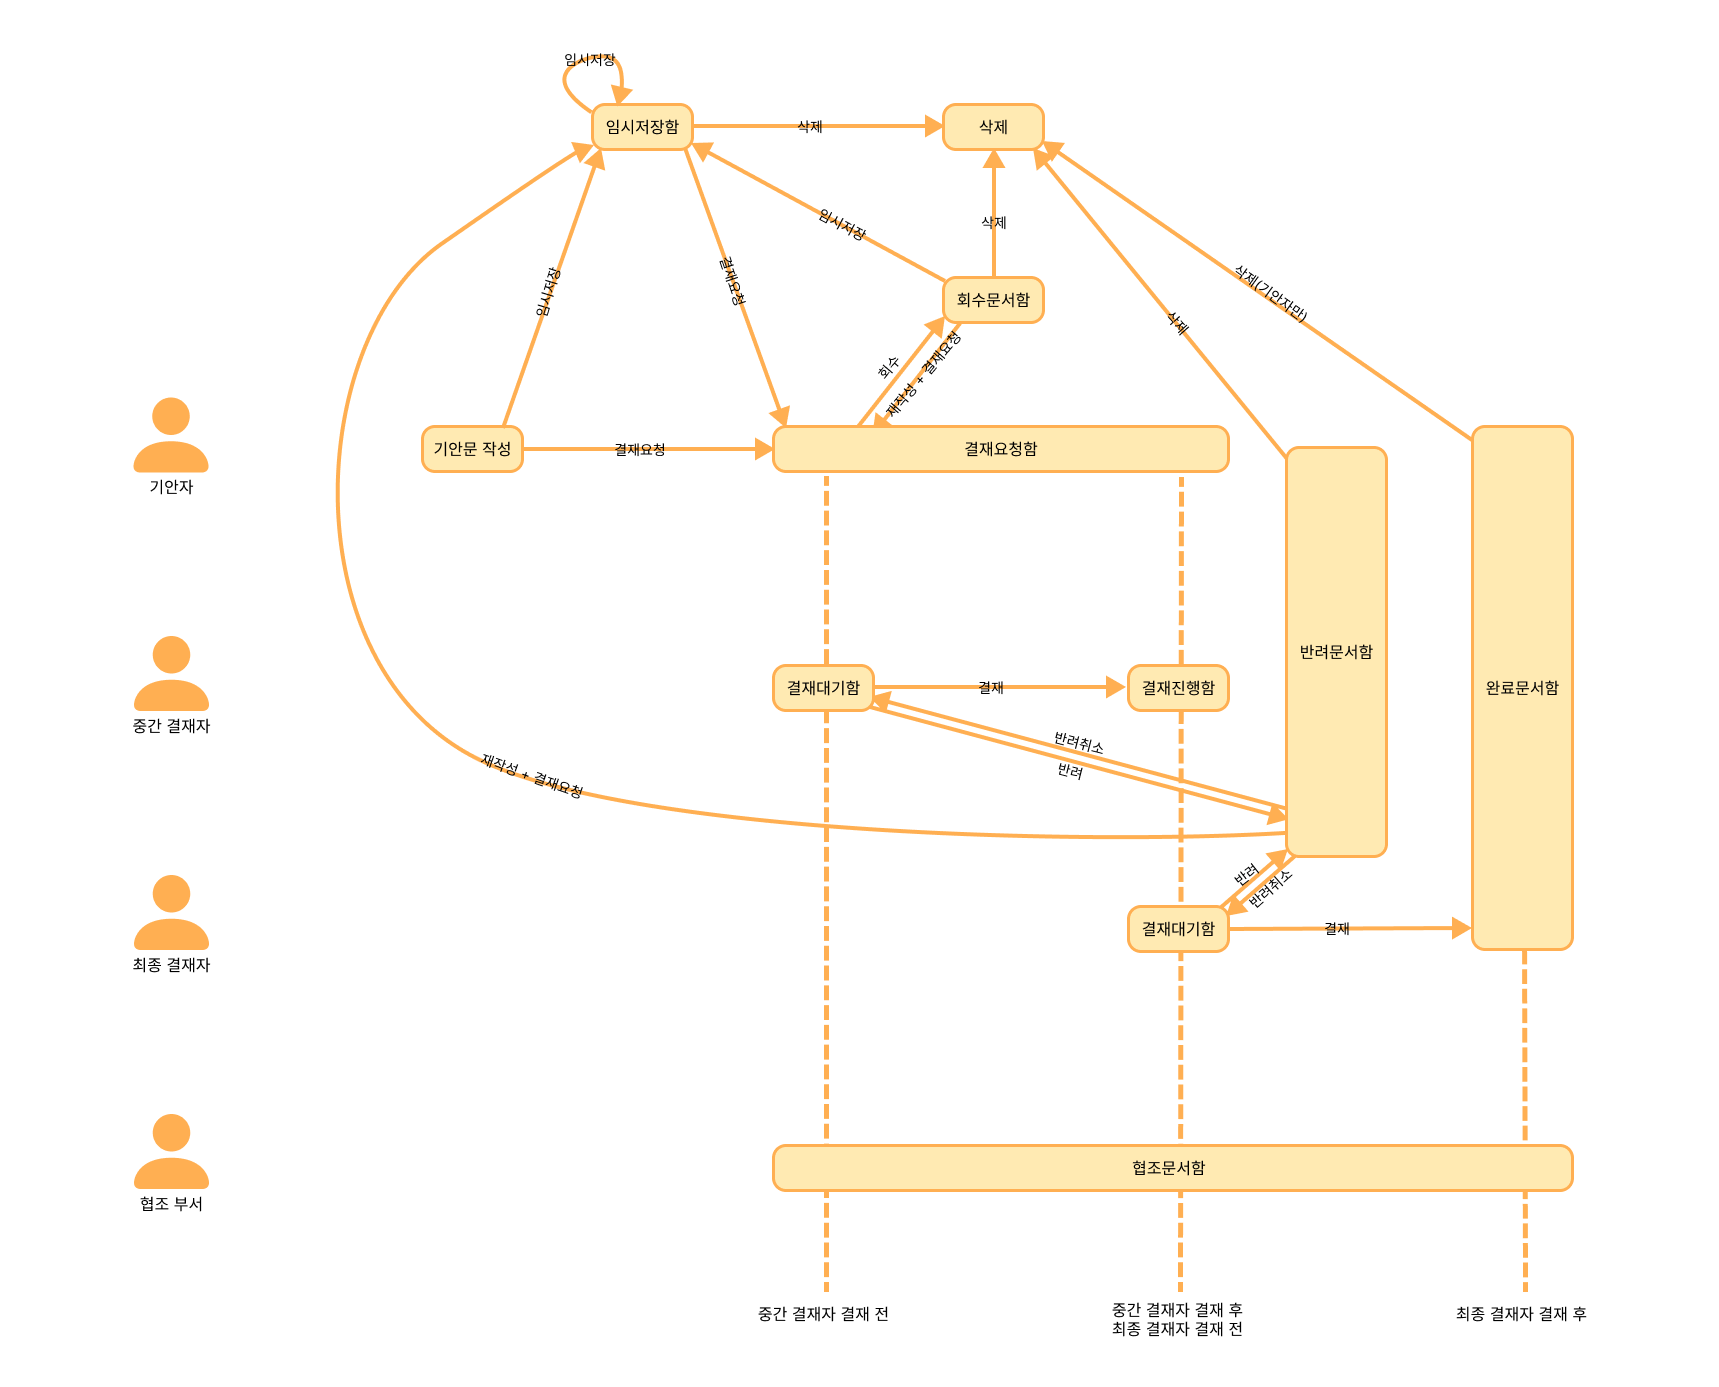 임시저장
임시저장함
삭제
삭제
임시저장
삭제
삭제(기안자만)
임시저장
결재요청
회수문서함
삭제
회수
재작성 + 결재요청
기안자
기안문 작성
결재요청
결재요청함
반려문서함
완료문서함
중간 결재자
결재대기함
결재
결재진행함
반려취소
반려
재작성 + 결재요청
반려
반려취소
최종 결재자
결재대기함
결재
협조 부서
협조문서함
중간 결재자 결재 전
중간 결재자 결재 후
최종 결재자 결재 전
최종 결재자 결재 후